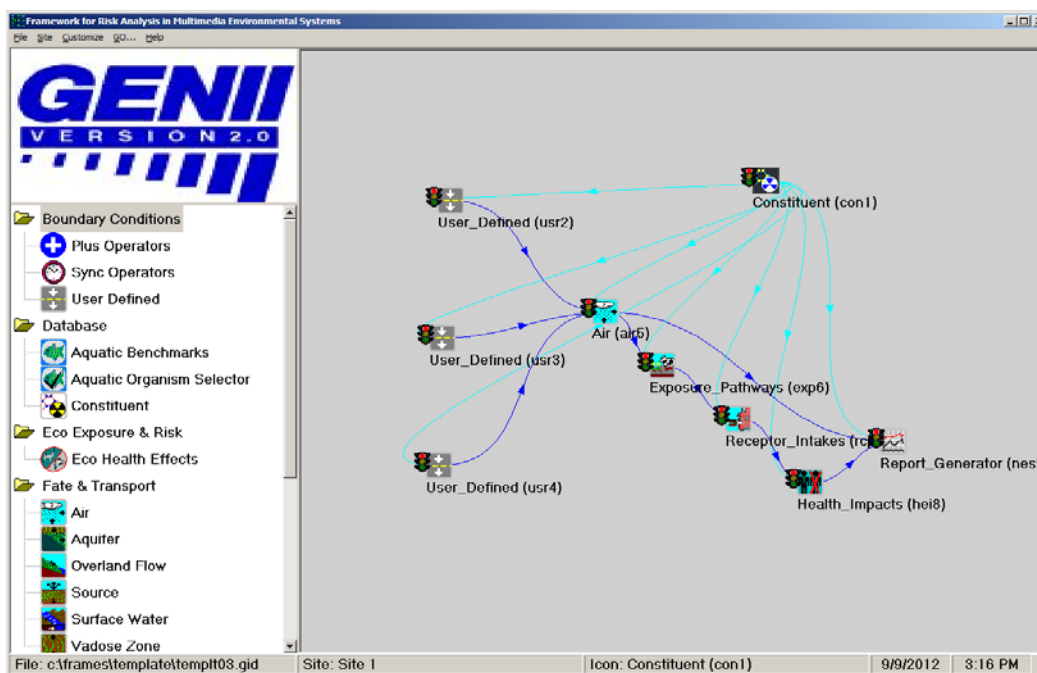 Framework for Risk Analysis in Multimedia Environmental Systems
File Site Customize GO... Help
GENII
VERSION 2.0
Boundary Conditions
Plus Operators
Sync Operators
User Defined
Database
Aquatic Benchmarks
Aquatic Organism Selector
Constituent
Eco Exposure & Risk
Eco Health Effects
Fate & Transport
Air
Aquifer
Overland Flow
Source
Surface Water
Vadose Zone
Constituent (con1)
User_Defined (usr2)
Air (air5)
User_Defined (usr3)
Exposure_Pathways (exp6)
Receptor_Intakes (rcp
Report_Generator (nes
User_Defined (usr4)
Health_Impacts (hei8)
File: c:\frames\template\templt03.gid Site: Site 1 Icon: Constituent (con1) 9/9/2012 3:16 PM